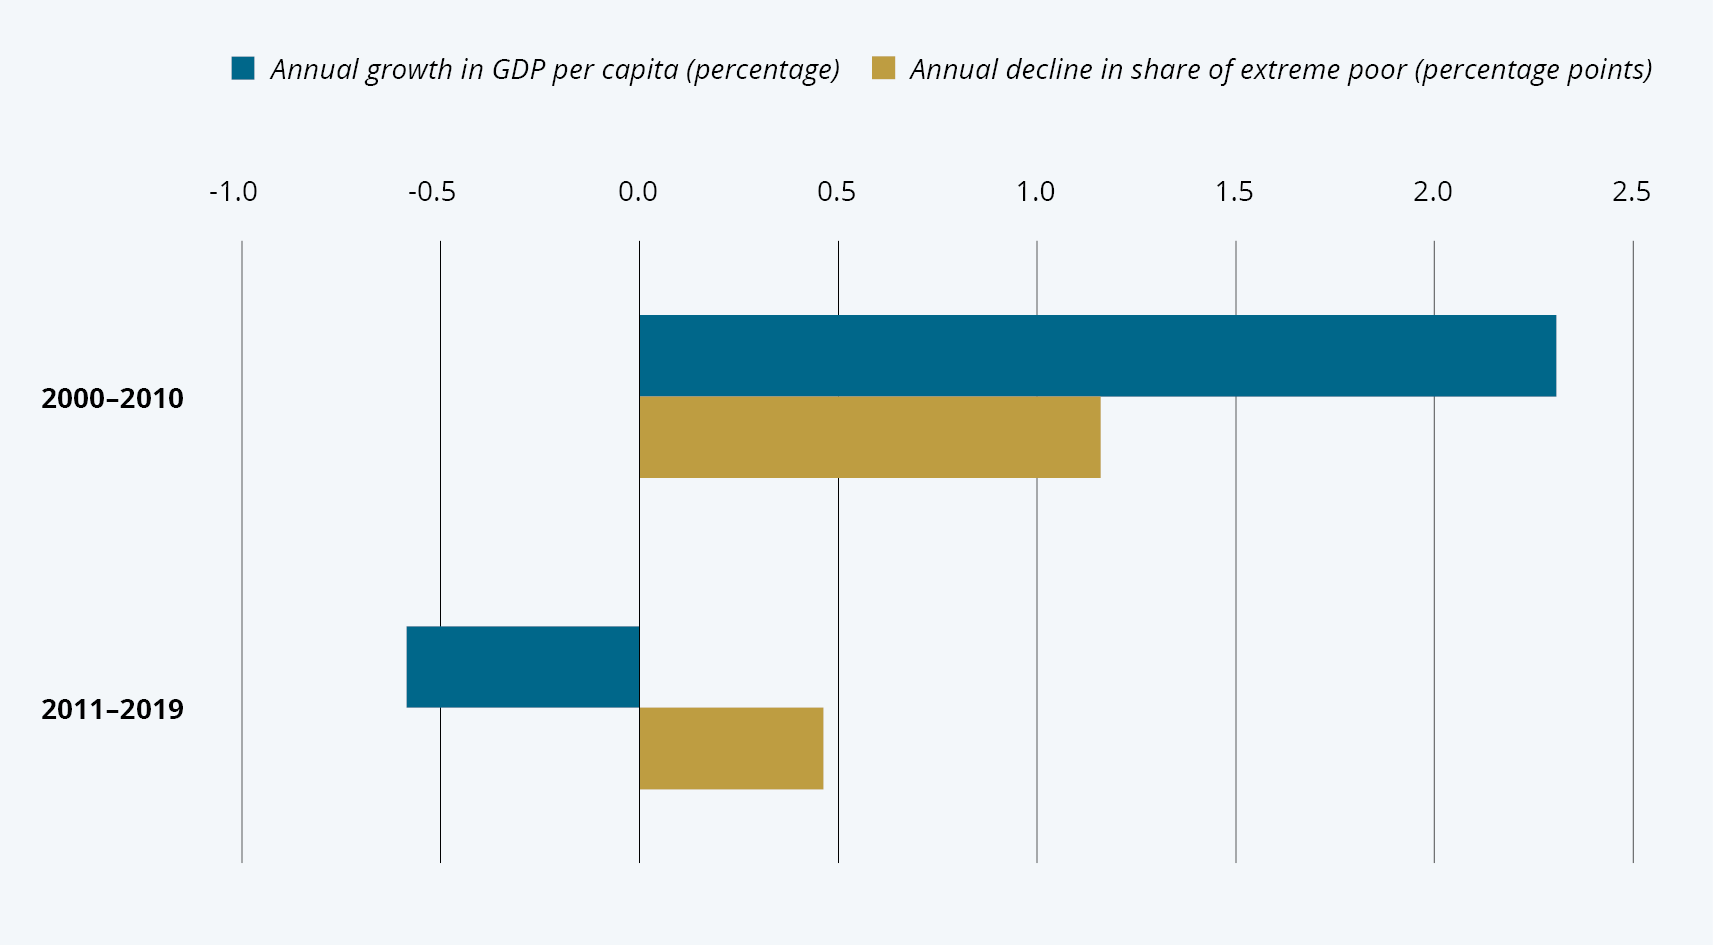 Annual growth in GDP per capita (percentage) Annual decline in share of extreme poor (percentage points)
-1.0 -0.5 0.0 0.5 1.0 1.5 2.0 2.5
2000–2010
2011–2019